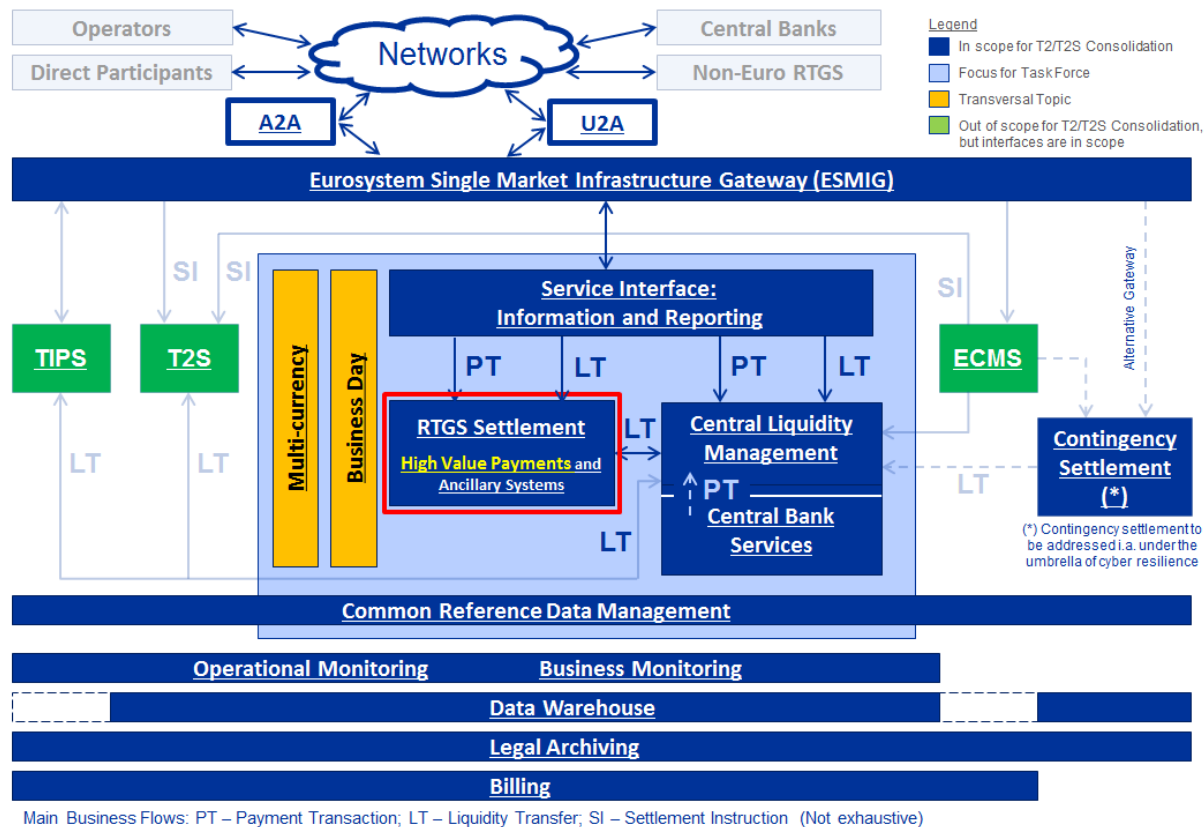 Operators
Direct Participants
Networks
Central Banks
Non-Euro RTGS
Legend
In scope for T2/T2S Consolidation
Focus for Task Force
Transversal Topic
Out of scope for T2/T2S Consolidation,
but interfaces are in scope
A2A
U2A
Eurosystem Single Market Infrastructure Gateway (ESMIG)
SI
SI
SI
Alternative Gateway
Multi-currency
Business Day
Service Interface:
Information and Reporting
PT
LT
PT
LT
TIPS
T2S
ECMS
RTGS Settlement
High Value Payments and
Ancillary Systems
LT
Central Liquidity
Management
PT
Central Bank
Services
Contingency
Settlement
(*)
LT
LT
LT
LT
(*) Contingency settlement to
be addressed i.a. under the
umbrella of cyber resilience
Common Reference Data Management
Operational Monitoring
Business Monitoring
Data Warehouse
Legal Archiving
Billing
Main Business Flows: PT – Payment Transaction; LT – Liquidity Transfer; SI – Settlement Instruction (Not exhaustive)